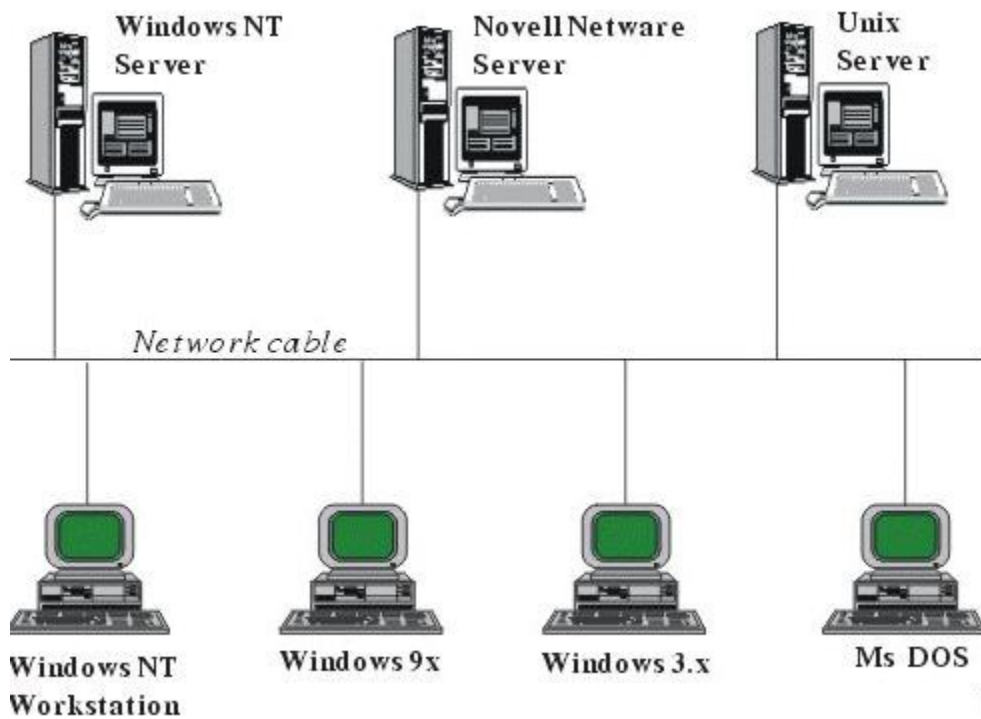 Windows NT
Server
Novell Netware
Server
Unix
Server
Network cable
Windows NT
Workstation
Windows 9x
Windows 3.x
Ms DOS